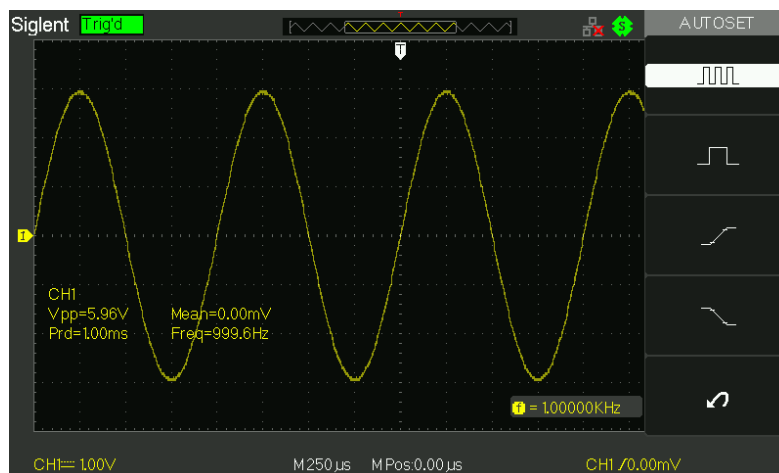 Siglent Trig'd AUTOSET
T
CH1
Vpp=5.96V Mean=0.00mV
Prd=1.00ms Freq=999.6Hz
f = 1.00000KHz
CH1 1.00V M 250μs M Pos:0.00μs CH1 /0.00mV